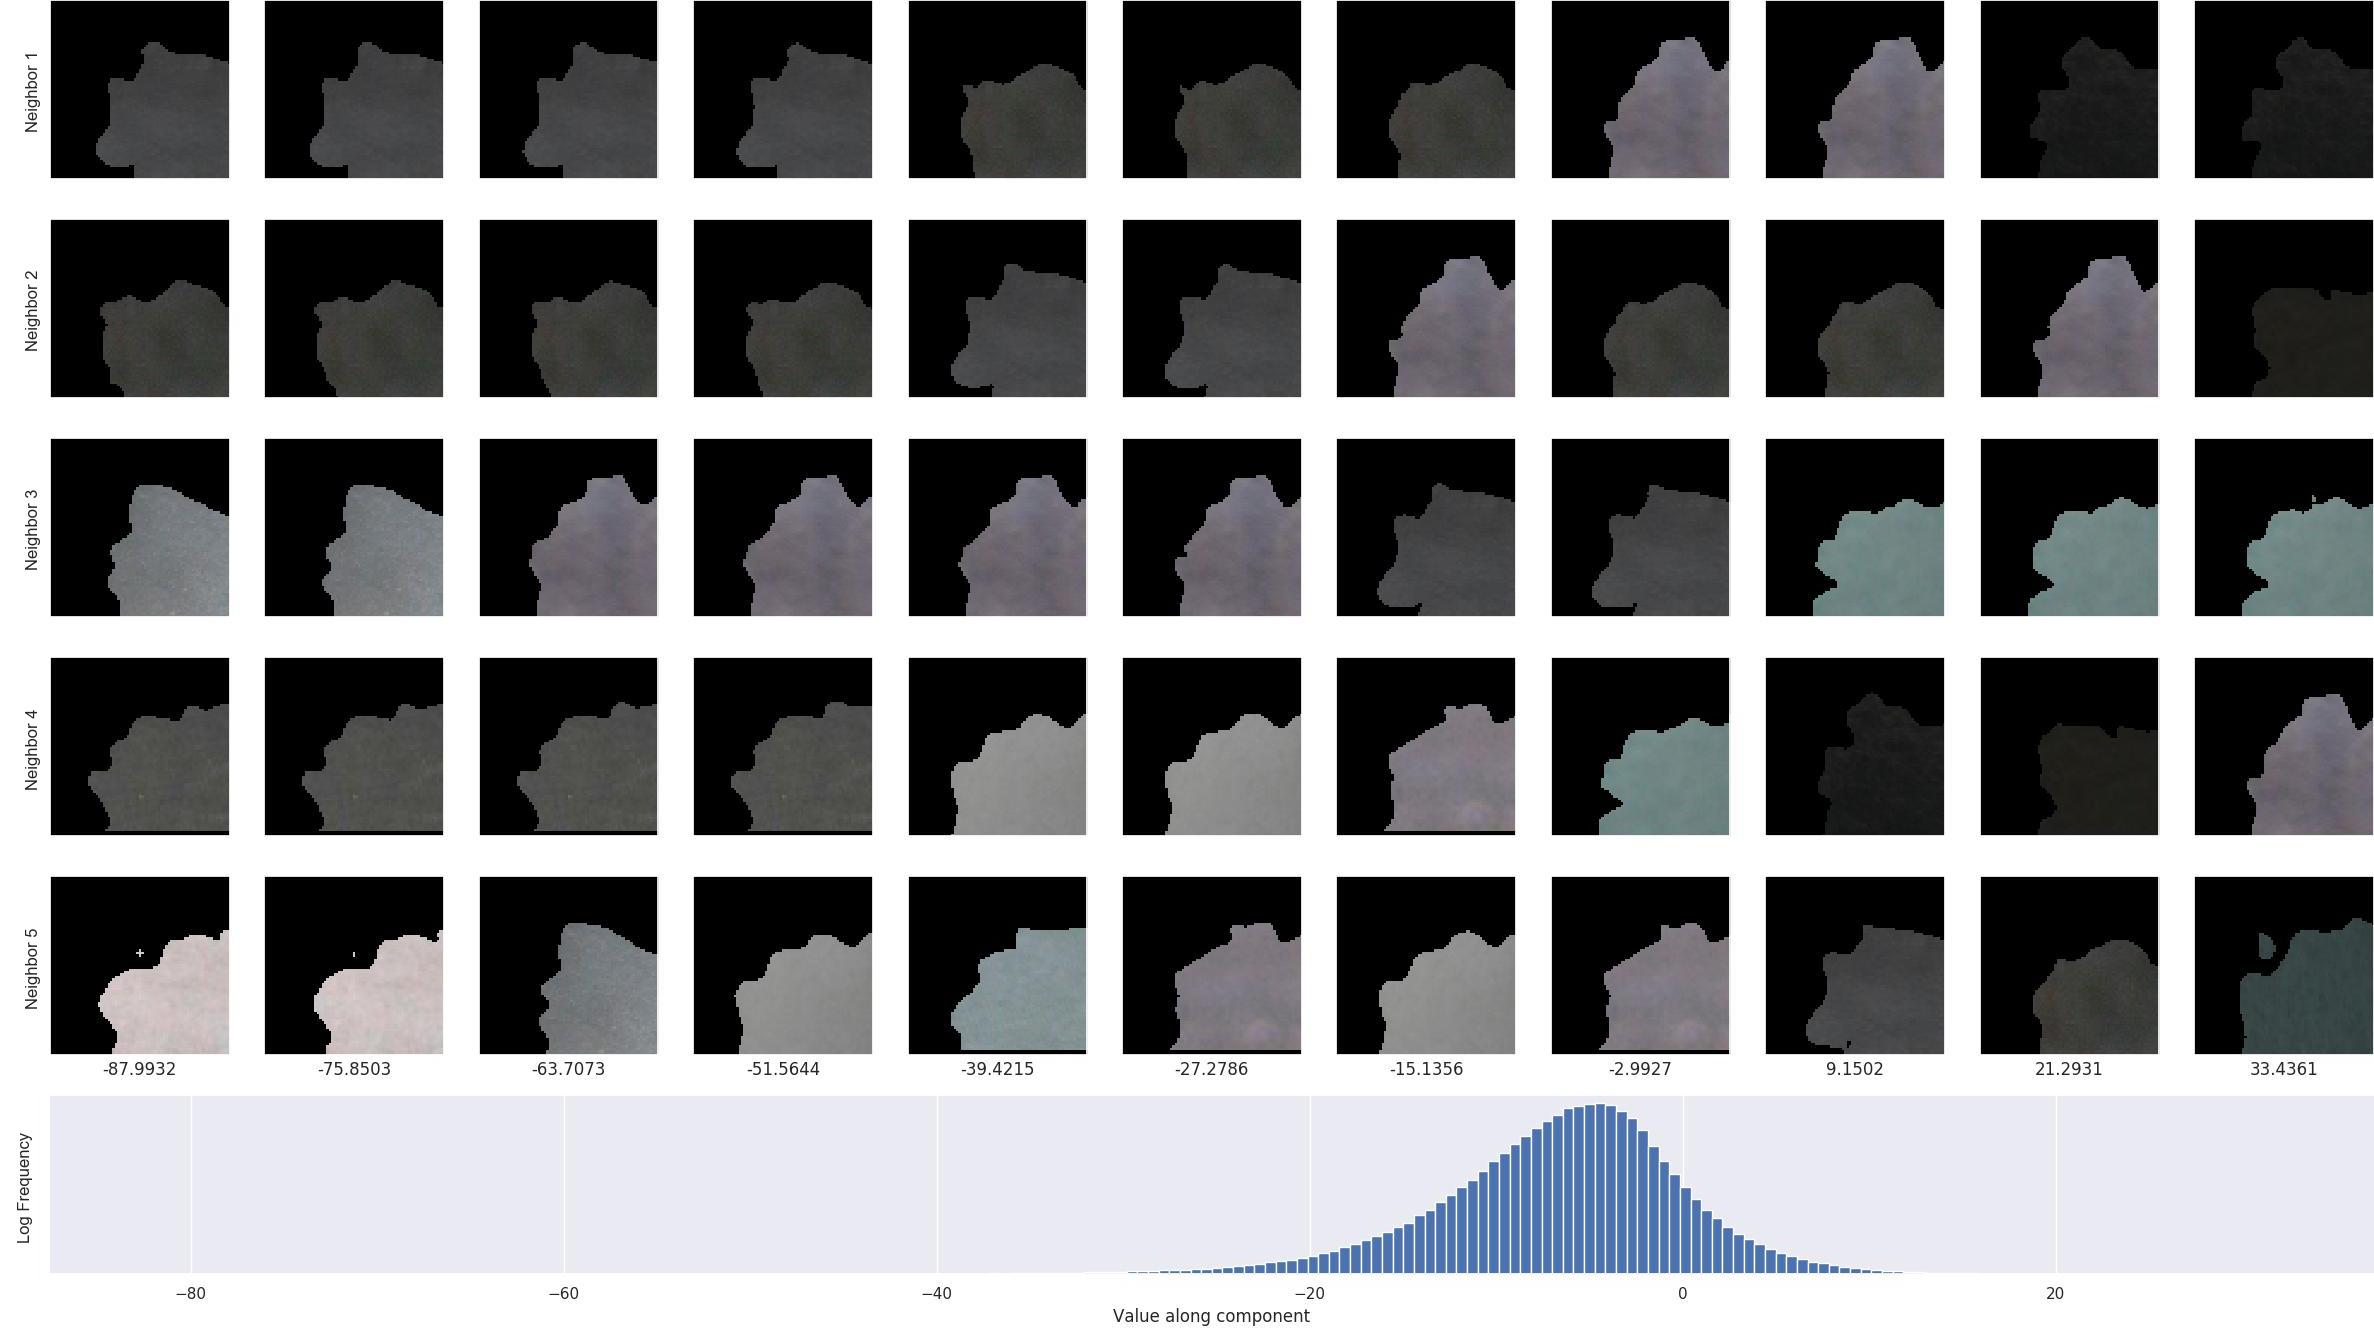 Neighbor 1
Neighbor 2
Neighbor 3
Neighbor 4
Neighbor 5
-87.9932 -75.8503 -63.7073 -51.5644 -39.4215 -27.2786 -15.1356 -2.9927 9.1502 21.2931 33.4361
Log Frequency
−80 −60 −40 −20 0 20
Value along component